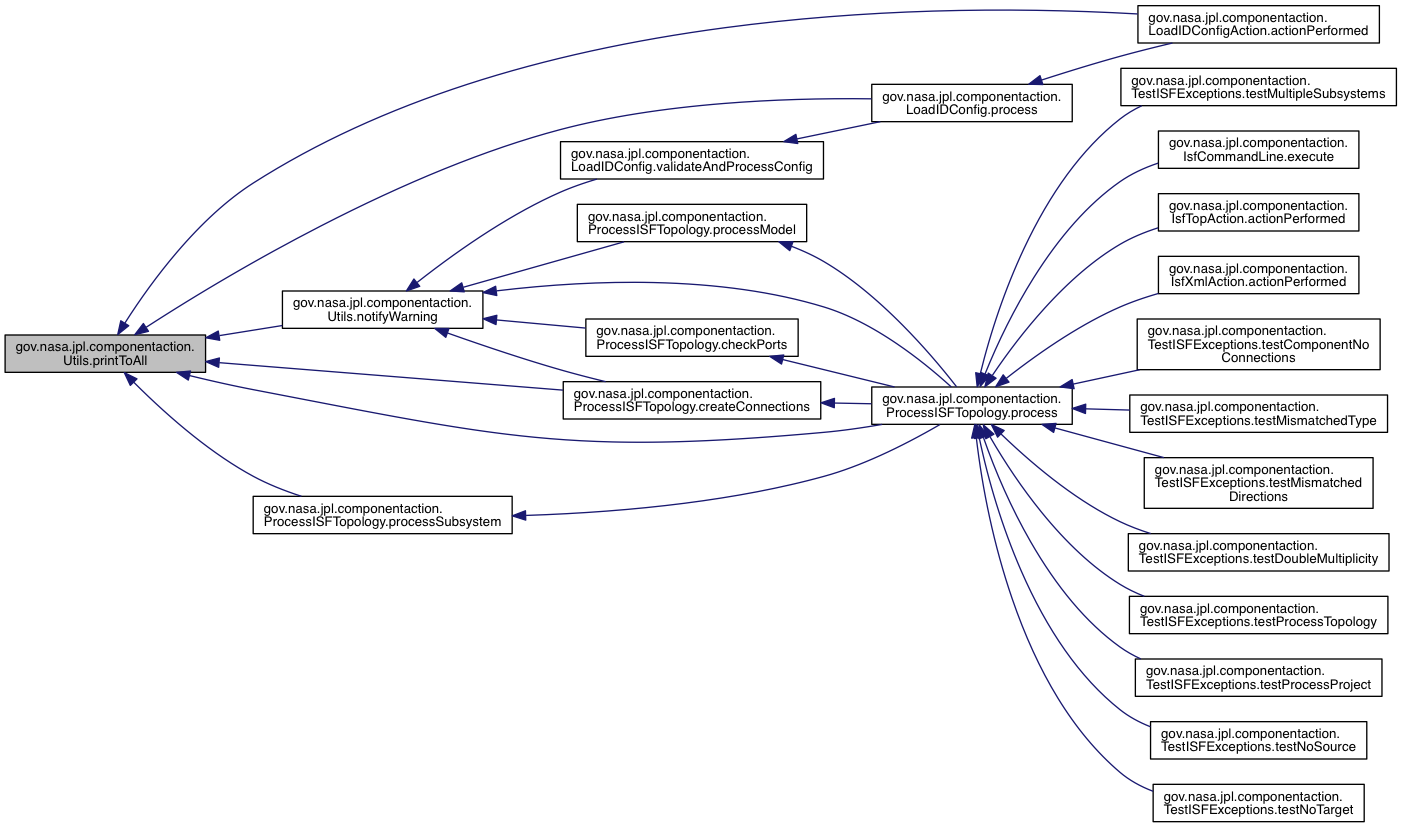 gov.nasa.jpl.componentaction.
Utils.printToAll
gov.nasa.jpl.componentaction.
LoadIDConfigAction.actionPerformed
gov.nasa.jpl.componentaction.
LoadIDConfig.process
gov.nasa.jpl.componentaction.
LoadIDConfig.validateAndProcessConfig
gov.nasa.jpl.componentaction.
ProcessISFTopology.processModel
gov.nasa.jpl.componentaction.
Utils.notifyWarning
gov.nasa.jpl.componentaction.
ProcessISFTopology.checkPorts
gov.nasa.jpl.componentaction.
ProcessISFTopology.createConnections
gov.nasa.jpl.componentaction.
ProcessISFTopology.process
gov.nasa.jpl.componentaction.
ProcessISFTopology.processSubsystem
gov.nasa.jpl.componentaction.
TestISFExceptions.testMultipleSubsystems
gov.nasa.jpl.componentaction.
IsfCommandLine.execute
gov.nasa.jpl.componentaction.
IsfTopAction.actionPerformed
gov.nasa.jpl.componentaction.
IsfXmlAction.actionPerformed
gov.nasa.jpl.componentaction.
TestISFExceptions.testComponentNo
Connections
gov.nasa.jpl.componentaction.
TestISFExceptions.testMismatchedType
gov.nasa.jpl.componentaction.
TestISFExceptions.testMismatched
Directions
gov.nasa.jpl.componentaction.
TestISFExceptions.testDoubleMultiplicity
gov.nasa.jpl.componentaction.
TestISFExceptions.testProcessTopology
gov.nasa.jpl.componentaction.
TestISFExceptions.testProcessProject
gov.nasa.jpl.componentaction.
TestISFExceptions.testNoSource
gov.nasa.jpl.componentaction.
TestISFExceptions.testNoTarget